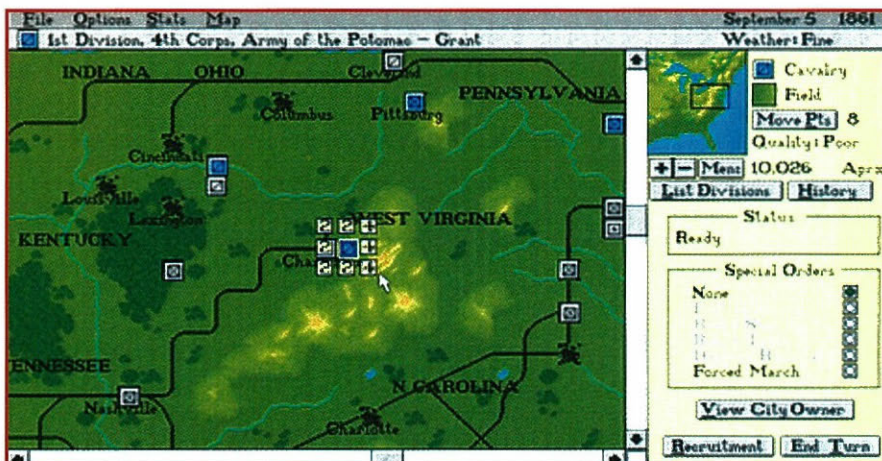 File Options Stats Map September 5 1861
1st Division, 4th Corps, Army of the Potomac – Grant Weather: Fine
INDIANA OHIO Cleveland
Columbus Pittsburg PENNSYLVANIA
Cincinati
Louisville
Lexington
WEST VIRGINIA
KENTUCKY
TENNESSEE
N CAROLINA
Nashville
Charlotte
Cavalry
Field
Move Pts 8
Quality: Poor
+ – Men: 10,026 Aprx
List Divisions History
Status
Ready
Special Orders
None
Forced March
View City Owner
Recruitment End Turn